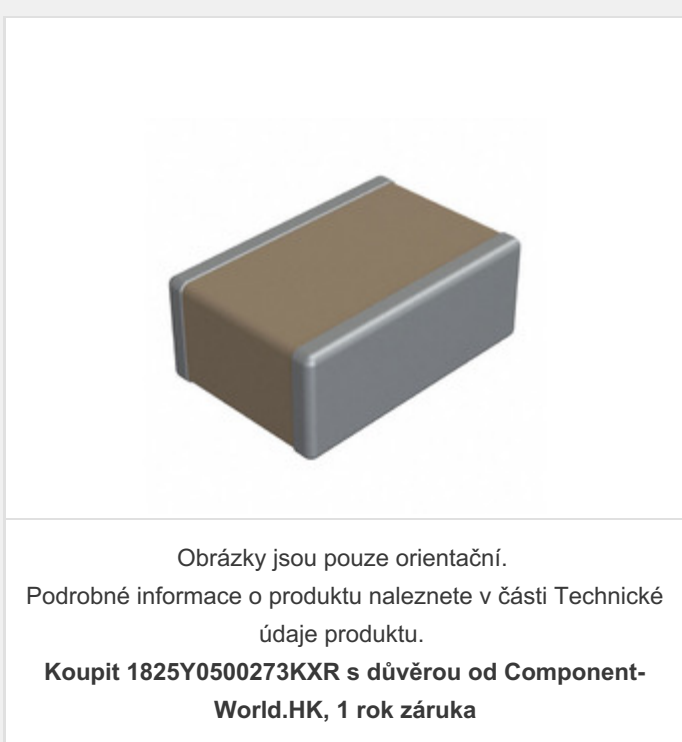 Obrázky jsou pouze orientační.
Podrobné informace o produktu naleznete v části Technické
údaje produktu.
Koupit 1825Y0500273KXR s důvěrou od Component-
World.HK, 1 rok záruka